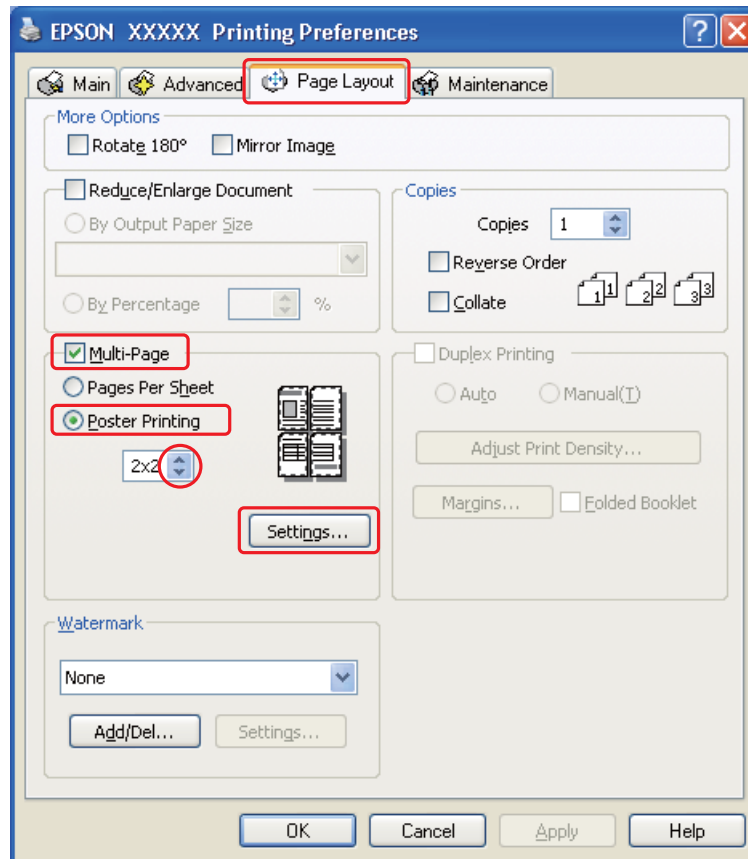 EPSON XXXXX Printing Preferences
Main
Advanced
Page Layout
Maintenance
More Options
Rotate 180°
Mirror Image
Reduce/Enlarge Document
By Output Paper Size
By Percentage
%
Copies
Copies 1
Reverse Order
Collate
1 1 2 2 3 3
Multi-Page
Pages Per Sheet
Poster Printing
2x2
Settings...
Duplex Printing
Auto
Manual(T)
Adjust Print Density...
Margins...
Folded Booklet
Watermark
None
Add/Del...
Settings...
OK
Cancel
Apply
Help